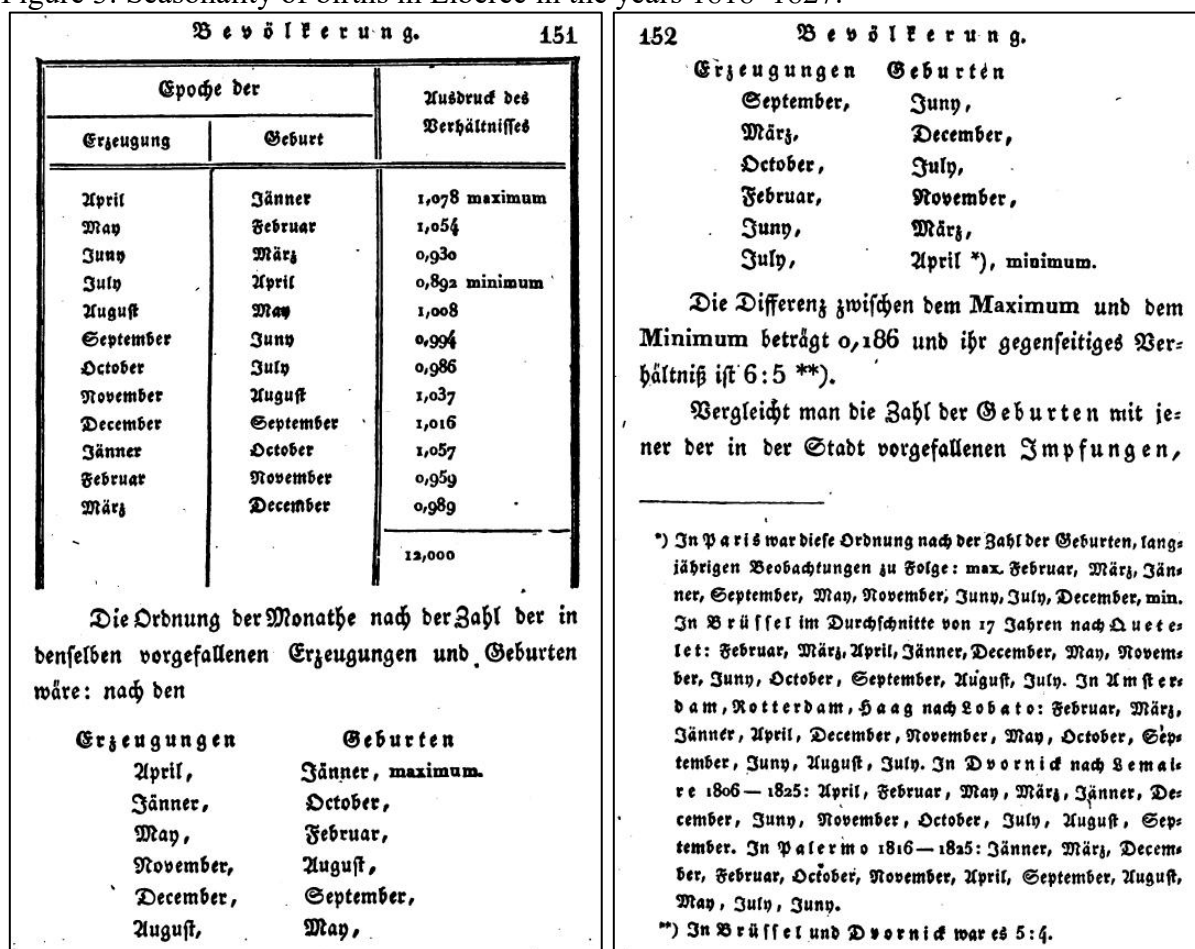 Figure 3. Seasonality of births in Liberec in the years 1818–1827.
Bevölkerung. 151
Epoche der
Ausdruck des
Verhältnisses
Erzeugung Geburt
April Jänner 1,078 maximum
May Februar 1,054
Juny März 0,930
July April 0,892 minimum
August May 1,008
September Juny 0,994
October July 0,986
November August 1,037
December September 1,016
Jänner October 1,057
Februar November 0,959
März December 0,989
12,000
Die Ordnung der Monathe nach der Zahl der in
denselben vorgefallenen Erzeugungen und Geburten
wäre: nach den
Erzeugungen Geburten
April, Jänner, maximum.
Jänner, October,
May, Februar,
November, August,
December, September,
August, May,
152 Bevölkerung.
Erzeugungen Geburten
September, Juny,
März, December,
October, July,
Februar, November,
Juny, März,
July, April *), minimum.
Die Differenz zwischen dem Maximum und dem
Minimum beträgt 0,186 und ihr gegenseitiges Ver=
hältniß ist 6:5 **).
Vergleicht man die Zahl der Geburten mit je=
ner der in der Stadt vorgefallenen Impfungen,
*) In Paris war diese Ordnung nach der Zahl der Geburten, lang=
jährigen Beobachtungen zu Folge: max. Februar, März, Jän=
ner, September, May, November, Juny, July, December, min.
In Brüssel im Durchschnitte von 17 Jahren nach Quete=
let: Februar, März, April, Jänner, December, May, Novem=
ber, Juny, October, September, August, July. In Amster=
dam, Rotterdam, Haag nach Lobato: Februar, März,
Jänner, April, December, November, May, October, Sep=
tember, Juny, August, July. In Dvornick nach Lemai=
re 1806 — 1825: April, Februar, May, März, Jänner, De=
cember, Juny, November, October, July, August, Sep=
tember. In Palermo 1816 — 1825: Jänner, März, Decem=
ber, Februar, October, November, April, September, August,
May, July, Juny.
**) In Brüssel und Dvornick war es 5:4.